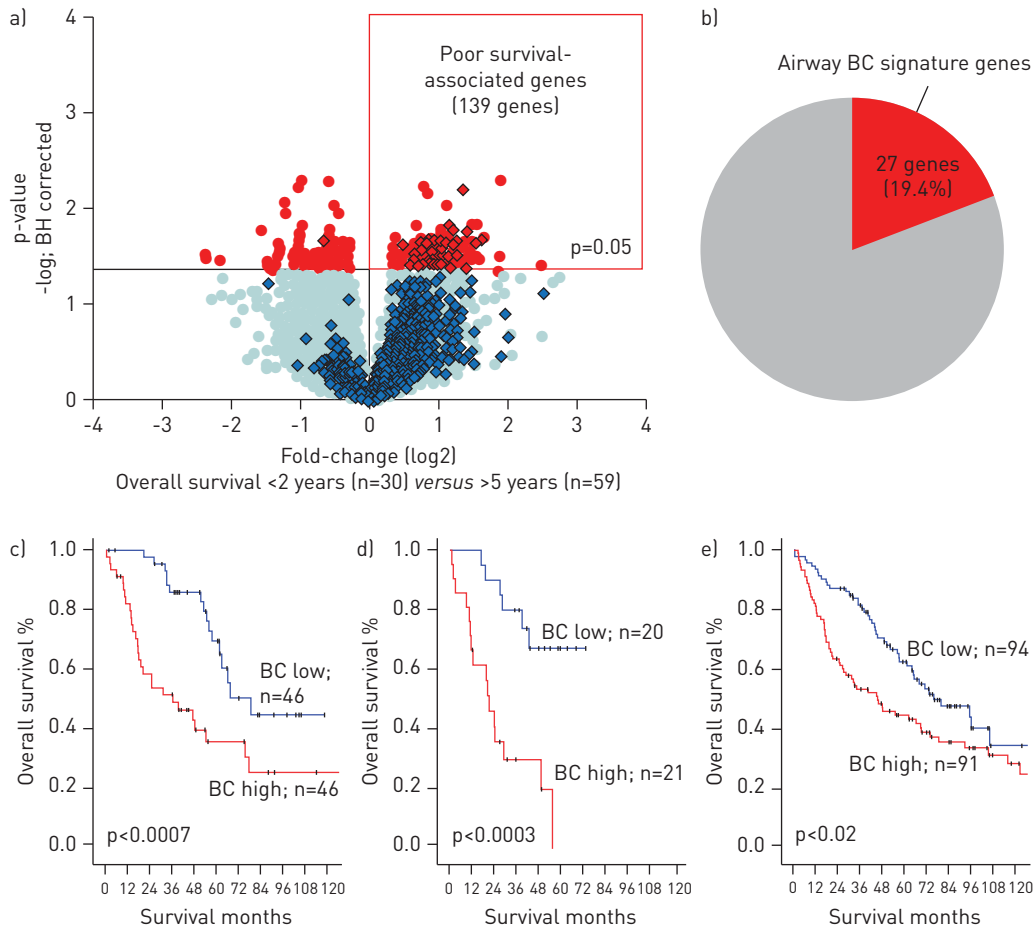 a)
4
3
2
1
0
p-value
-log; BH corrected
Poor survival-
associated genes
(139 genes)
p=0.05
-4
-3
-2
-1
0
1
2
3
4
Fold-change (log2)
Overall survival <2 years (n=30) versus >5 years (n=59)
b)
Airway BC signature genes
27 genes
(19.4%)
c)
1.0
0.8
0.6
0.4
0.2
0.0
Overall survival %
BC low;
n=46
BC high; n=46
p<0.0007
0 12 24 36 48 60 72 84 96 108 120
Survival months
d)
1.0
0.8
0.6
0.4
0.2
0.0
Overall survival %
BC low; n=20
BC high; n=21
p<0.0003
0 12 24 36 48 60 72 84 96 108 120
Survival months
e)
1.0
0.8
0.6
0.4
0.2
0.0
Overall survival %
BC low; n=94
BC high; n=91
p<0.02
0 12 24 36 48 60 72 84 96 108 120
Survival months